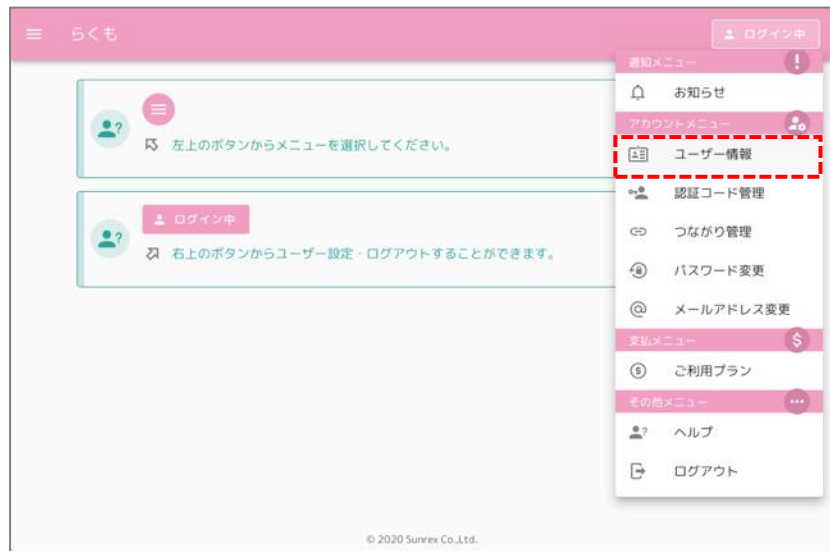 らくも
ログイン中
左上のボタンからメニューを選択してください。
ログイン中
右上のボタンからユーザー設定・ログアウトすることができます。
通知メニュー
お知らせ
アカウントメニュー
ユーザー情報
認証コード管理
つながり管理
パスワード変更
メールアドレス変更
支払メニュー
ご利用プラン
その他メニュー
ヘルプ
ログアウト
© 2020 Sunrex Co.,Ltd.